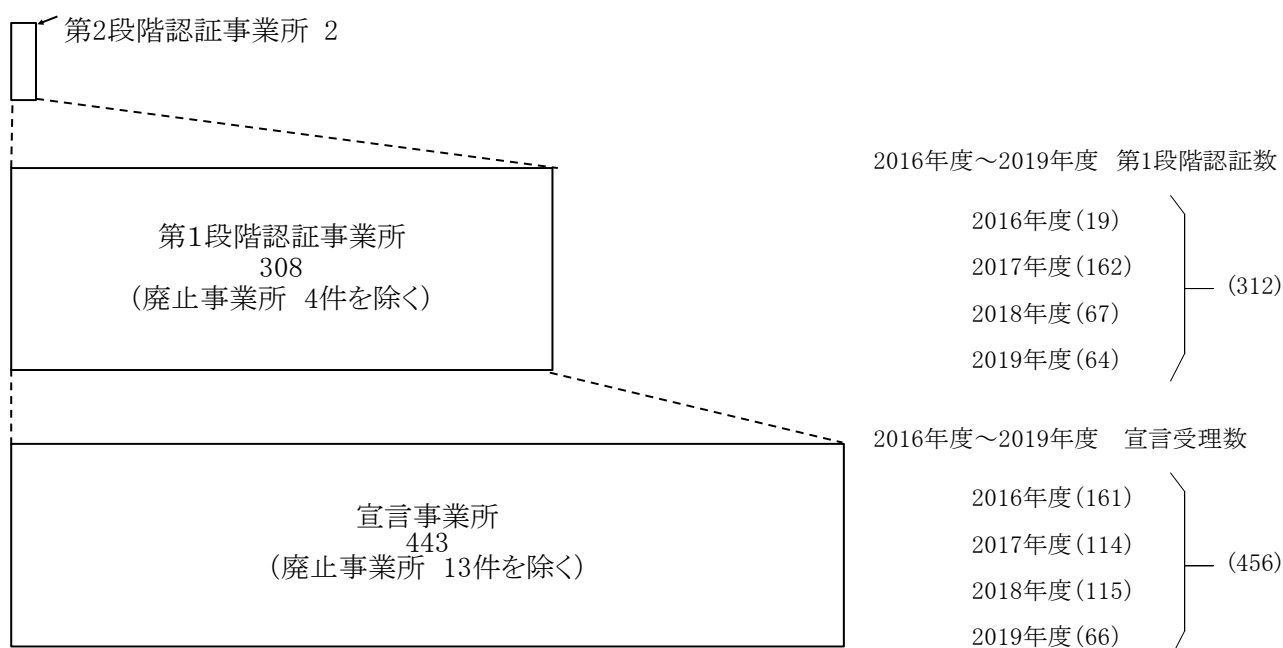 第2段階認証事業所 2
第1段階認証事業所
308
(廃止事業所 4件を除く)
2016年度～2019年度 第1段階認証数
2016年度(19)
2017年度(162)
2018年度(67)
2019年度(64)
(312)
宣言事業所
443
(廃止事業所 13件を除く)
2016年度～2019年度 宣言受理数
2016年度(161)
2017年度(114)
2018年度(115)
2019年度(66)
(456)